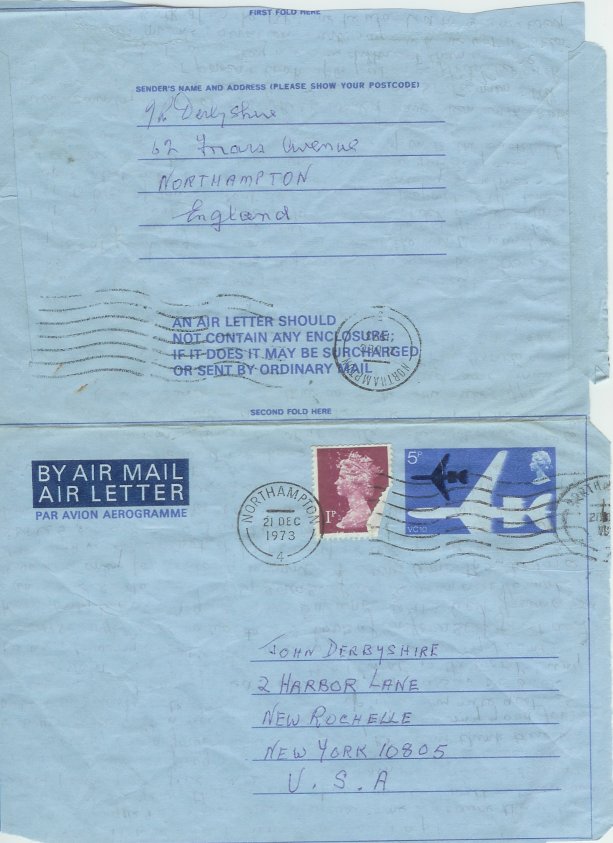 FIRST FOLD HERE
SENDER'S NAME AND ADDRESS (PLEASE SHOW YOUR POSTCODE)
Derbyshire
62 Friars Avenue
NORTHAMPTON
England
AN AIR LETTER SHOULD
NOT CONTAIN ANY ENCLOSURE;
IF IT DOES IT MAY BE SURCHARGED
OR SENT BY ORDINARY MAIL
NORTHAMPTON
SECOND FOLD HERE
BY AIR MAIL
AIR LETTER
PAR AVION AEROGRAMME
NORTHAMPTON
21 DEC
1973
4
1P
5P
VC10
JOHN DERBYSHIRE
2 HARBOR LANE
NEW ROCHELLE
NEW YORK 10805
U. S. A